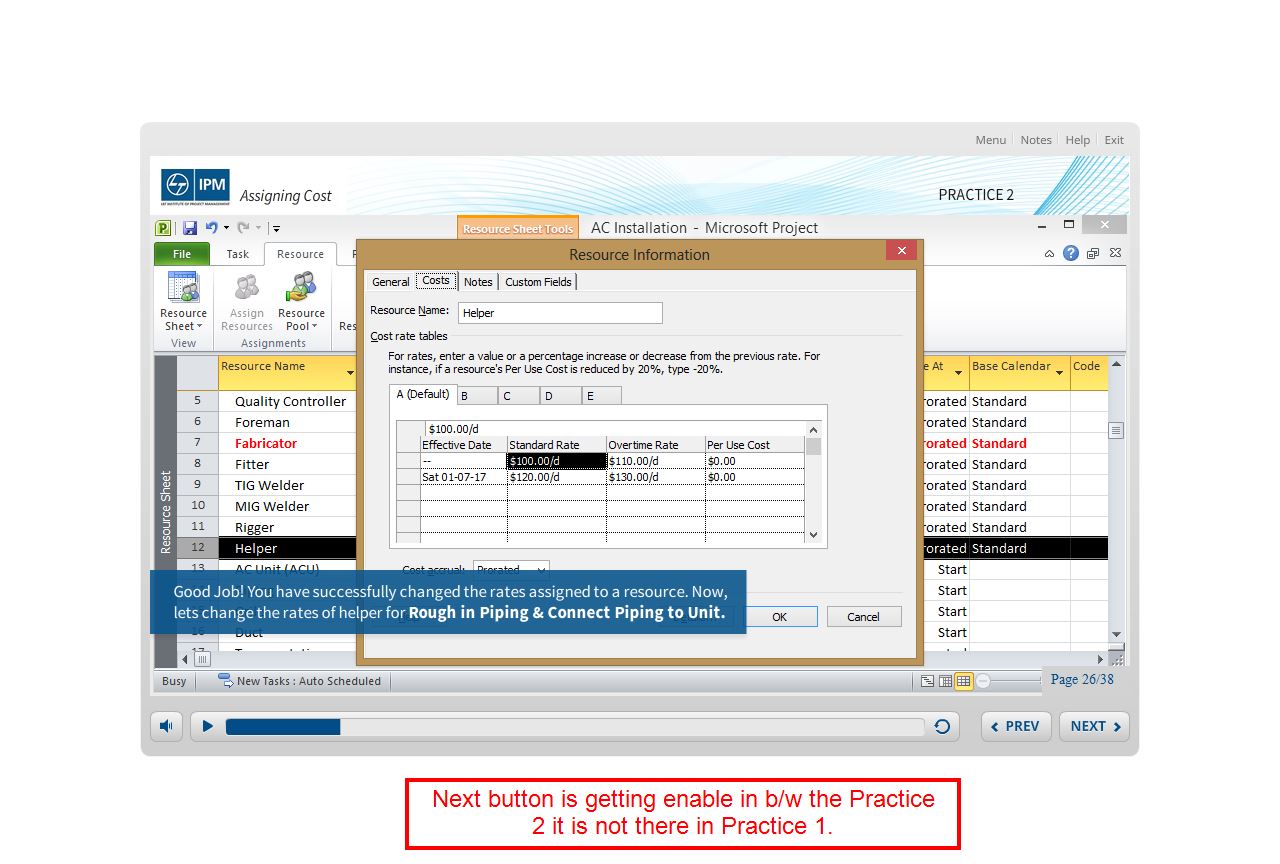 Menu Notes Help Exit
IPM
L&T INSTITUTE OF PROJECT MANAGEMENT
Assigning Cost
PRACTICE 2
Resource Sheet Tools AC Installation - Microsoft Project
File Task Resource
Resource Information
General Costs Notes Custom Fields
Resource Name: Helper
Cost rate tables
For rates, enter a value or a percentage increase or decrease from the previous rate. For
instance, if a resource's Per Use Cost is reduced by 20%, type -20%.
A (Default) B C D E
$100.00/d
Effective Date Standard Rate Overtime Rate Per Use Cost
-- $100.00/d $110.00/d $0.00
Sat 01-07-17 $120.00/d $130.00/d $0.00
Cost accrual: Prorated
OK Cancel
Resource
Sheet
View
Assign
Resources
Resource
Pool
Res
Assignments
Resource Sheet
Resource Name
e At Base Calendar Code
5 Quality Controller rorated Standard
6 Foreman rorated Standard
7 Fabricator rorated Standard
8 Fitter rorated Standard
9 TIG Welder rorated Standard
10 MIG Welder rorated Standard
11 Rigger rorated Standard
12 Helper rorated Standard
13 AC Unit (ACU) Start
Start
Start
16 Duct Start
17
Good Job! You have successfully changed the rates assigned to a resource. Now,
lets change the rates of helper for Rough in Piping & Connect Piping to Unit.
Busy New Tasks : Auto Scheduled
Page 26/38
PREV NEXT
Next button is getting enable in b/w the Practice
2 it is not there in Practice 1.